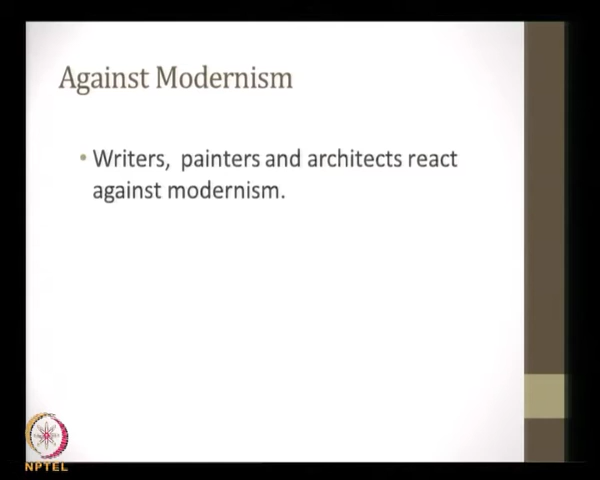 Against Modernism
• Writers, painters and architects react
against modernism.
NPTEL